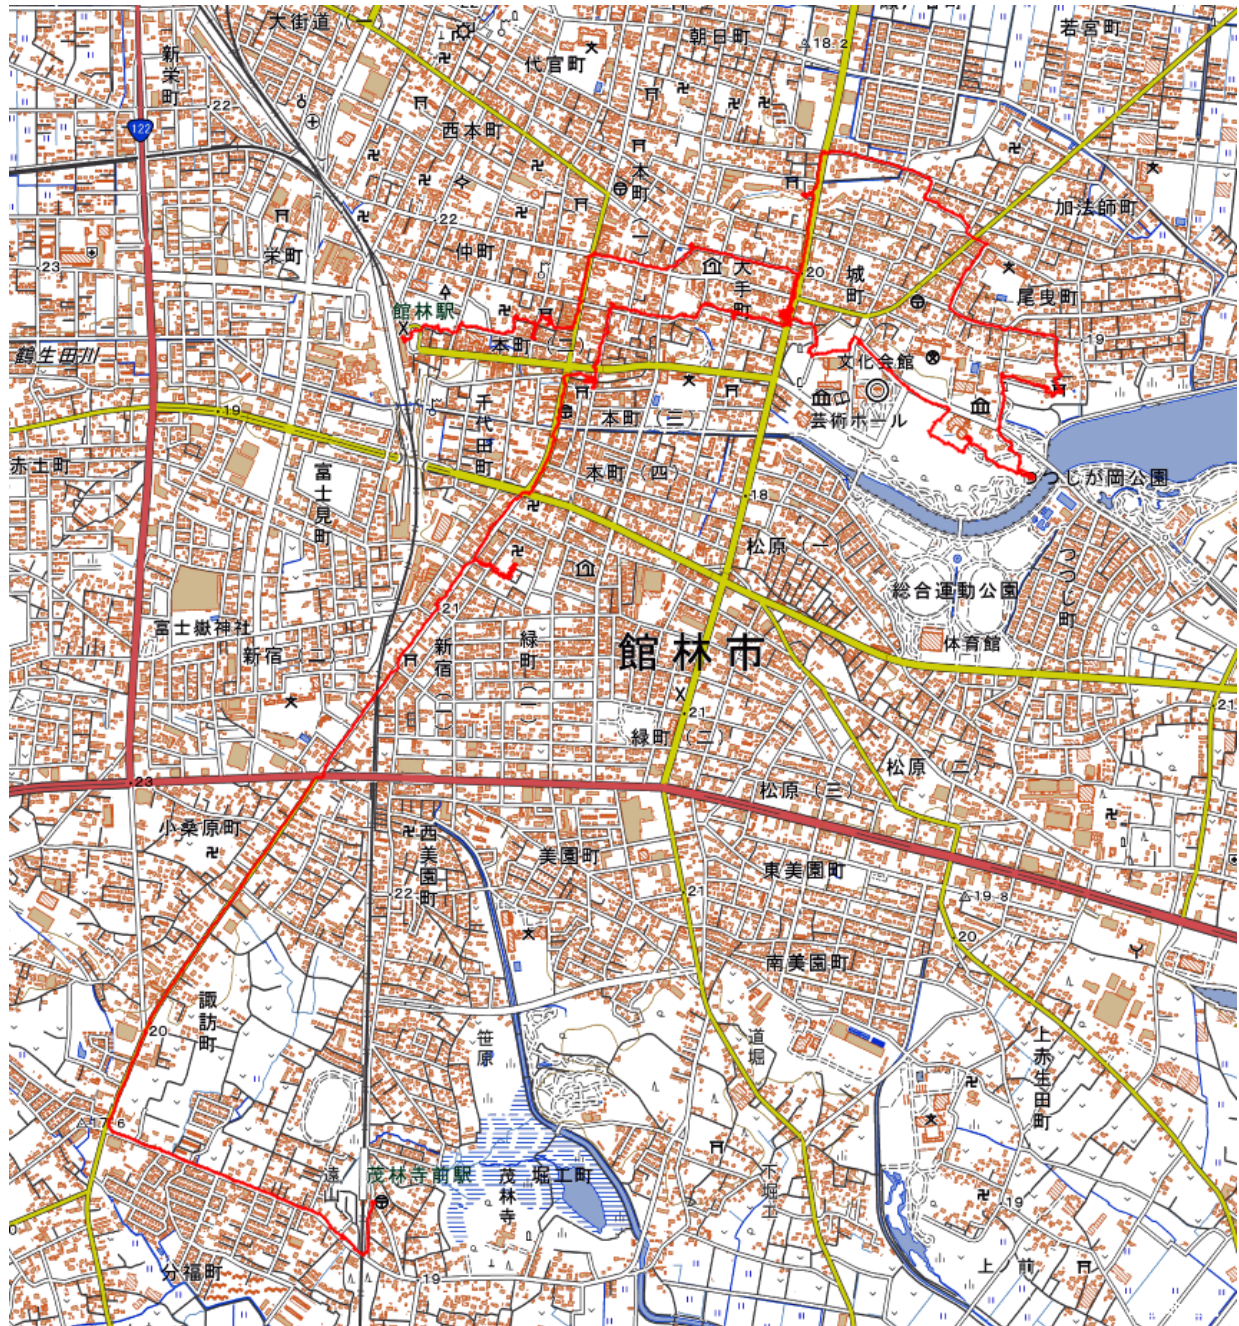 大街道（一）
朝日町
18.2
若宮町
新栄町
代官町
22
122
西本町
本町（一）
加法師町
22
仲町
栄町
23
大手町
20
城町
尾曳町
館林駅
本町（二）
19
鶴生田川
文化会館
千代田町
19
本町（三）
芸術ホール
赤土町
富士見町
本町（四）
つつじが岡公園
18
松原（一）
つつじ町
総合運動公園
21
富士嶽神社
新宿（二）
新宿（一）
緑町（一）
館林市
体育館
21
緑町（二）
21
23
松原（二）
松原（三）
小桑原町
西美園町
美園町
東美園町
22
21
19.8
20
南美園町
諏訪町
20
笹原
道堀
上赤生田町
17.6
遠山
茂林寺前駅
茂林寺
堀工町
下堀工
19
分福町
19
上ノ前